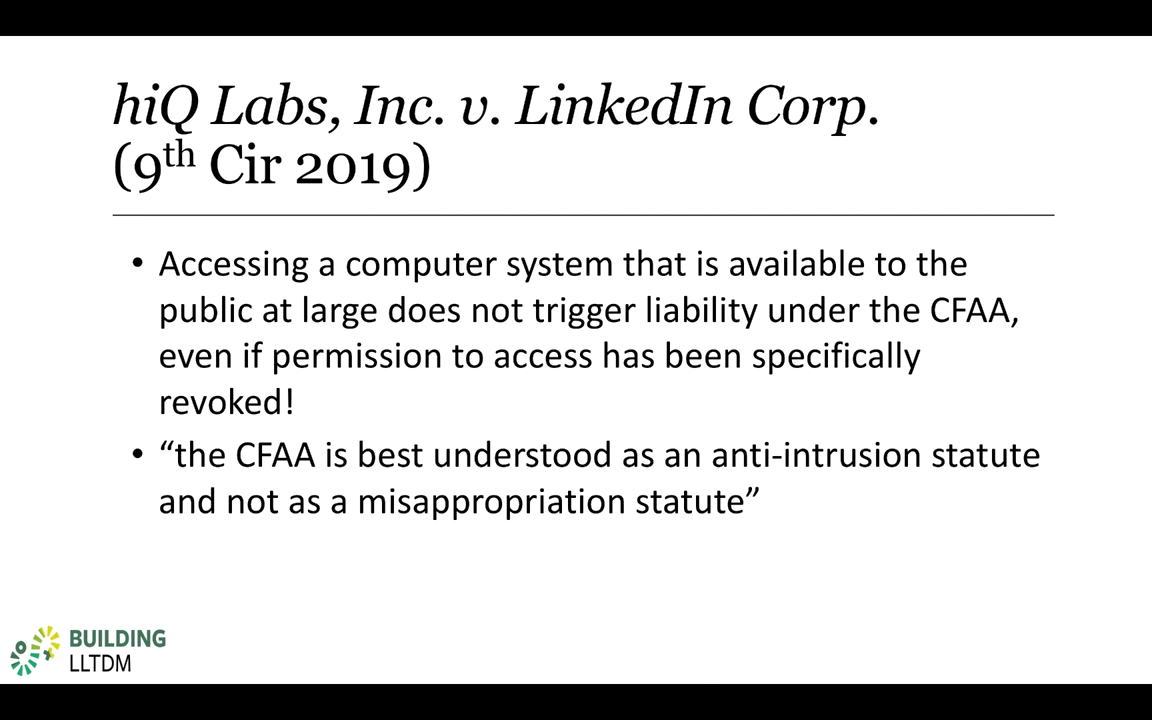 hiQ Labs, Inc. v. LinkedIn Corp.
(9th Cir 2019)
• Accessing a computer system that is available to the
public at large does not trigger liability under the CFAA,
even if permission to access has been specifically
revoked!
• “the CFAA is best understood as an anti-intrusion statute
and not as a misappropriation statute”
BUILDING
LLTDM